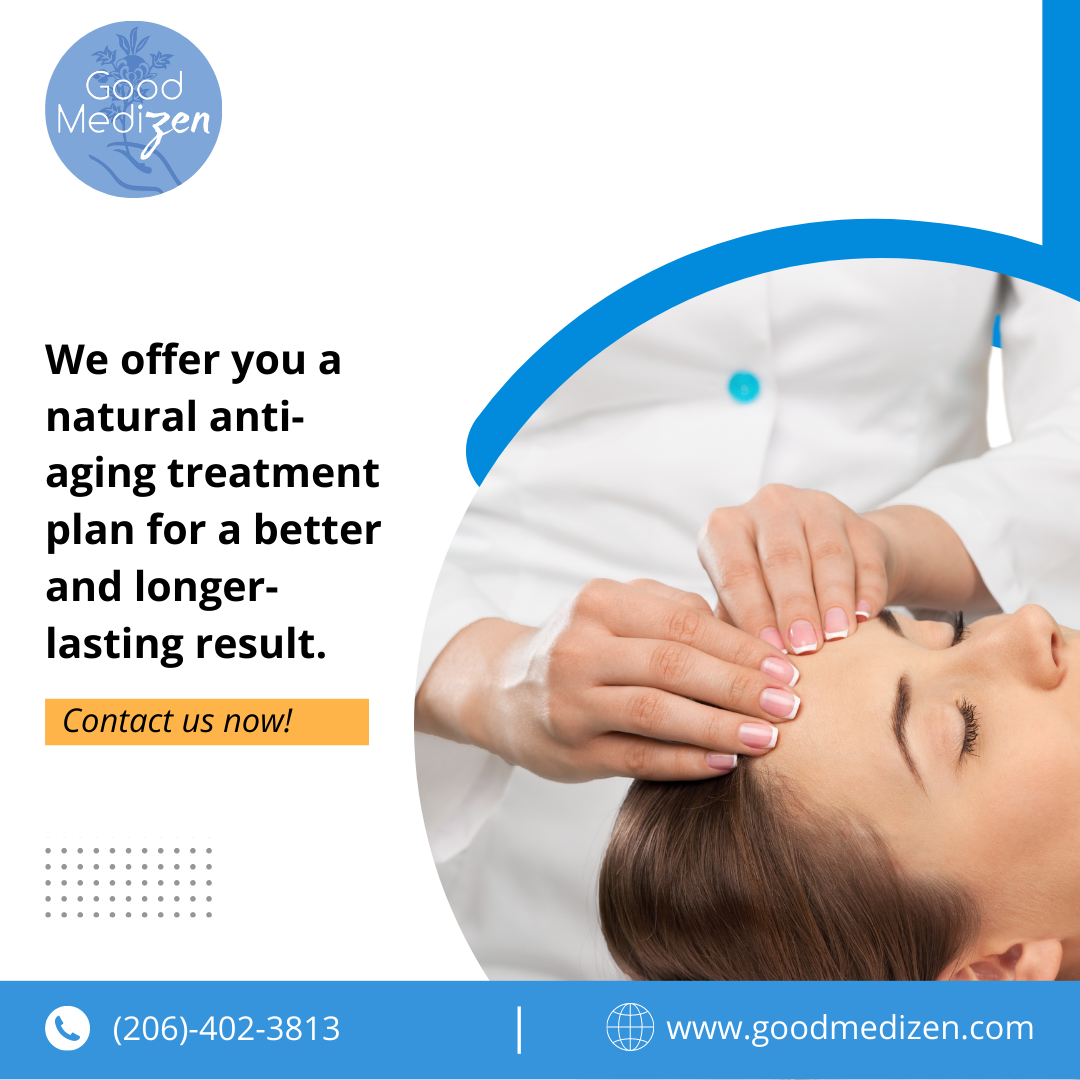 Good
Medizen
We offer you a
natural anti-
aging treatment
plan for a better
and longer-
lasting result.
Contact us now!
(206)-402-3813
|
www.goodmedizen.com